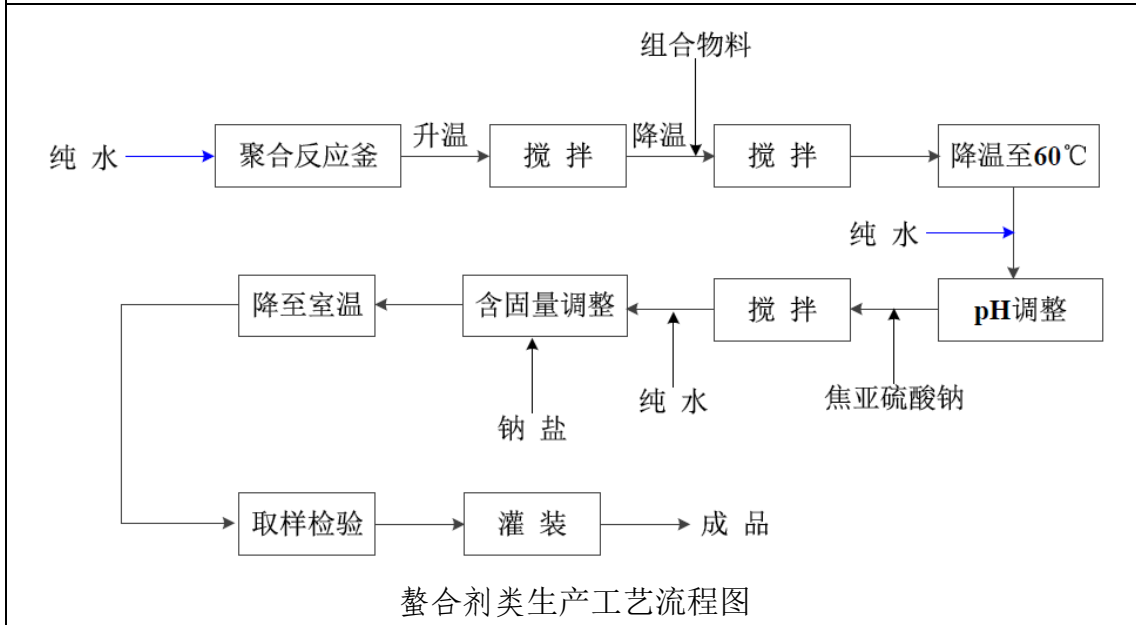 组合物料
纯 水
聚合反应釜
升温
搅 拌
降温
搅 拌
降温至60℃
纯 水
降至室温
含固量调整
搅 拌
pH调整
钠 盐
纯 水
焦亚硫酸钠
取样检验
灌 装
成 品
螯合剂类生产工艺流程图